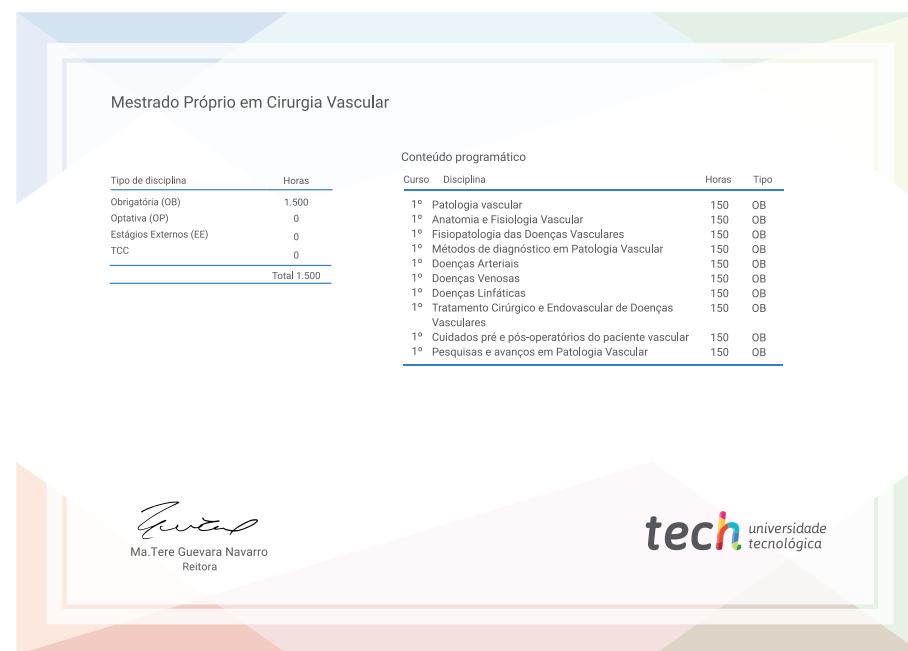 Mestrado Próprio em Cirurgia Vascular
Tipo de disciplina Horas
Obrigatória (OB) 1.500
Optativa (OP) 0
Estágios Externos (EE) 0
TCC 0
Total 1.500
Conteúdo programático
Curso Disciplina Horas Tipo
1º Patologia vascular 150 OB
1º Anatomia e Fisiologia Vascular 150 OB
1º Fisiopatologia das Doenças Vasculares 150 OB
1º Métodos de diagnóstico em Patologia Vascular 150 OB
1º Doenças Arteriais 150 OB
1º Doenças Venosas 150 OB
1º Doenças Linfáticas 150 OB
1º Tratamento Cirúrgico e Endovascular de Doenças 150 OB
Vasculares
1º Cuidados pré e pós-operatórios do paciente vascular 150 OB
1º Pesquisas e avanços em Patologia Vascular 150 OB
Ma.Tere Guevara Navarro
Reitora
tech universidade
tecnológica